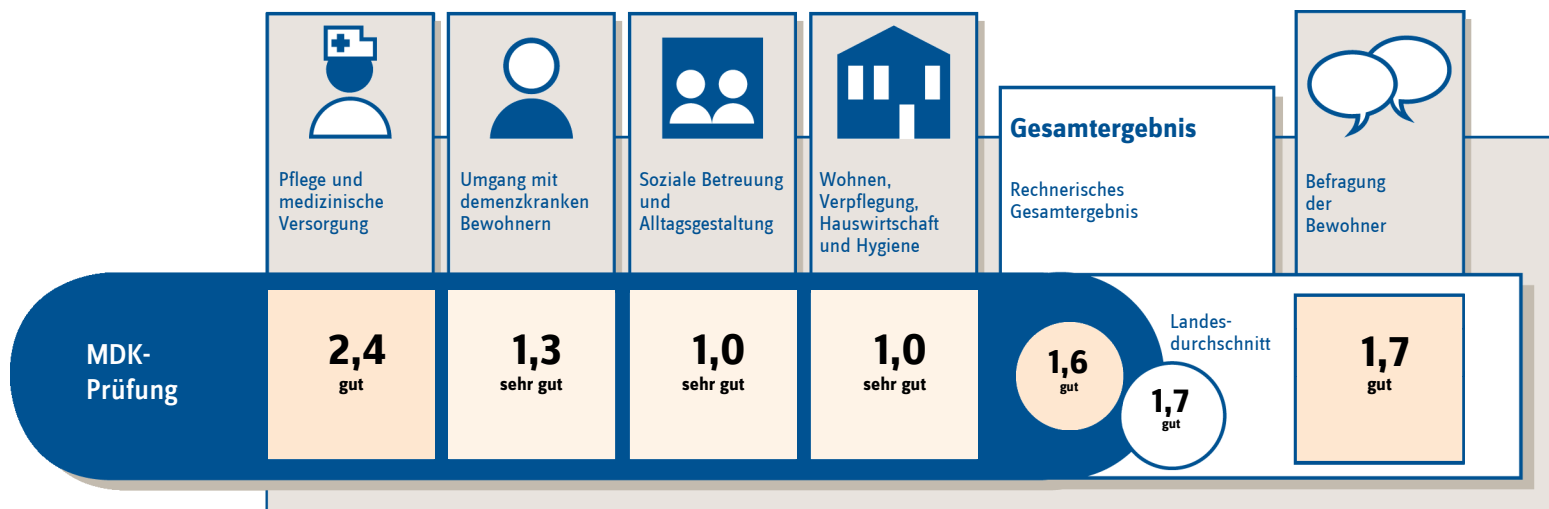 Pflege und
medizinische
Versorgung
Umgang mit
demenzkranken
Bewohnern
Soziale Betreuung
und
Alltagsgestaltung
Wohnen,
Verpflegung,
Hauswirtschaft
und Hygiene
Gesamtergebnis
Rechnerisches
Gesamtergebnis
Befragung
der
Bewohner
MDK-
Prüfung
2,4
gut
1,3
sehr gut
1,0
sehr gut
1,0
sehr gut
1,6
gut
Landes-
durchschnitt
1,7
gut
1,7
gut